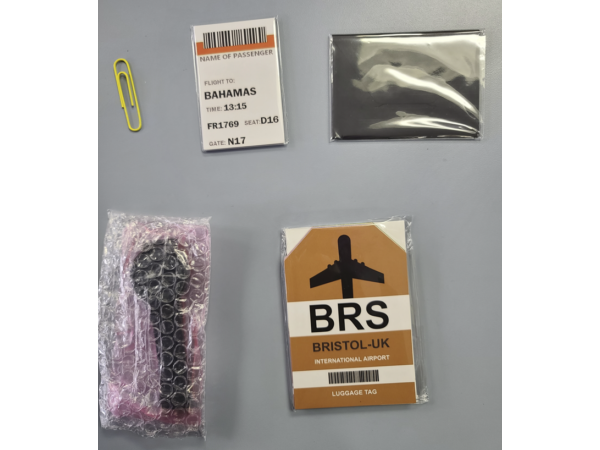 NAME OF PASSENGER
FLIGHT TO:
BAHAMAS
TIME: 13:15
FR1769 SEAT: D16
GATE: N17
BRS
BRISTOL-UK
INTERNATIONAL AIRPORT
LUGGAGE TAG